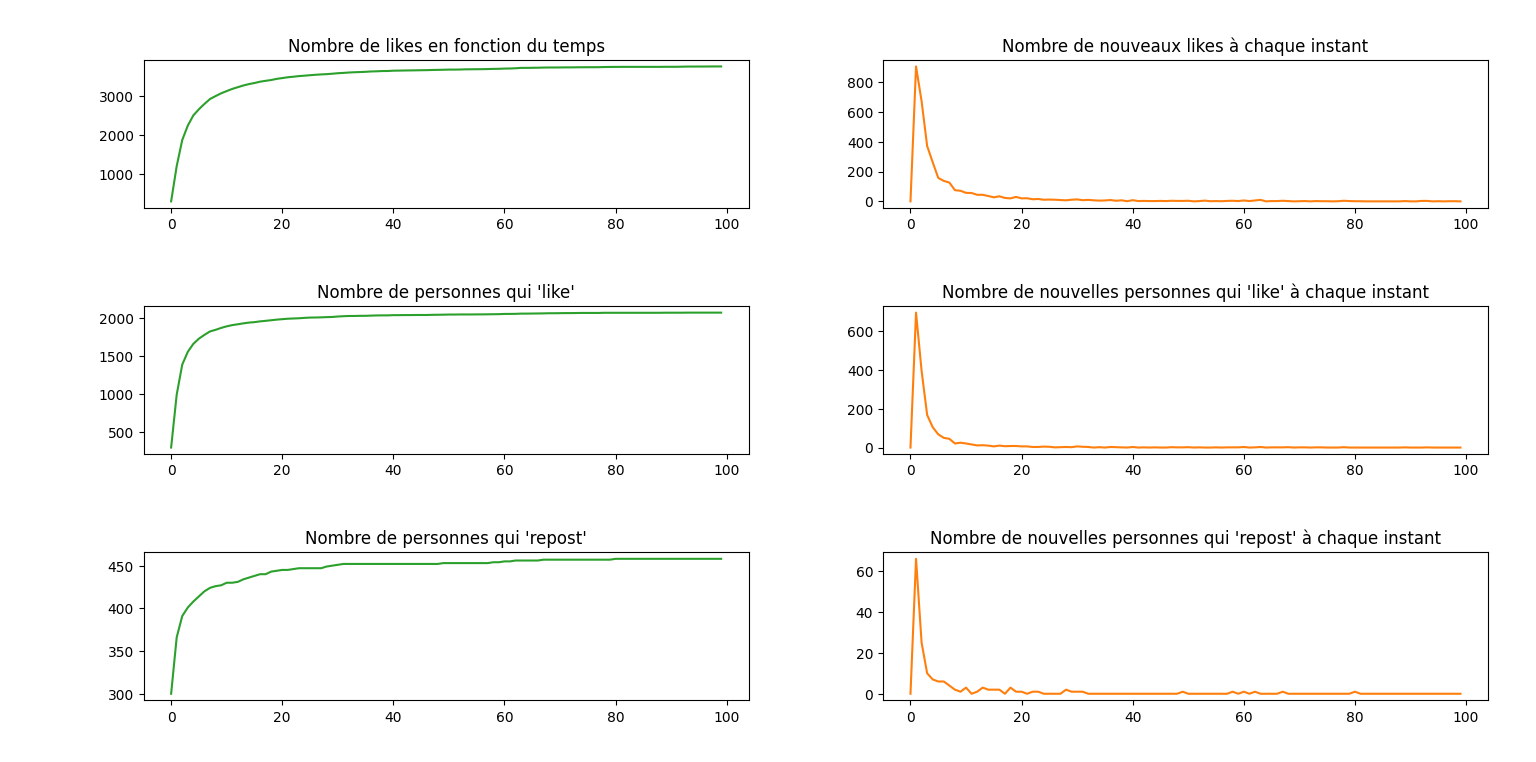 Nombre de likes en fonction du temps
3000
2000
1000
0 20 40 60 80 100
Nombre de nouveaux likes à chaque instant
800
600
400
200
0
0 20 40 60 80 100
Nombre de personnes qui 'like'
2000
1500
1000
500
0 20 40 60 80 100
Nombre de nouvelles personnes qui 'like' à chaque instant
600
400
200
0
0 20 40 60 80 100
Nombre de personnes qui 'repost'
450
400
350
300
0 20 40 60 80 100
Nombre de nouvelles personnes qui 'repost' à chaque instant
60
40
20
0
0 20 40 60 80 100